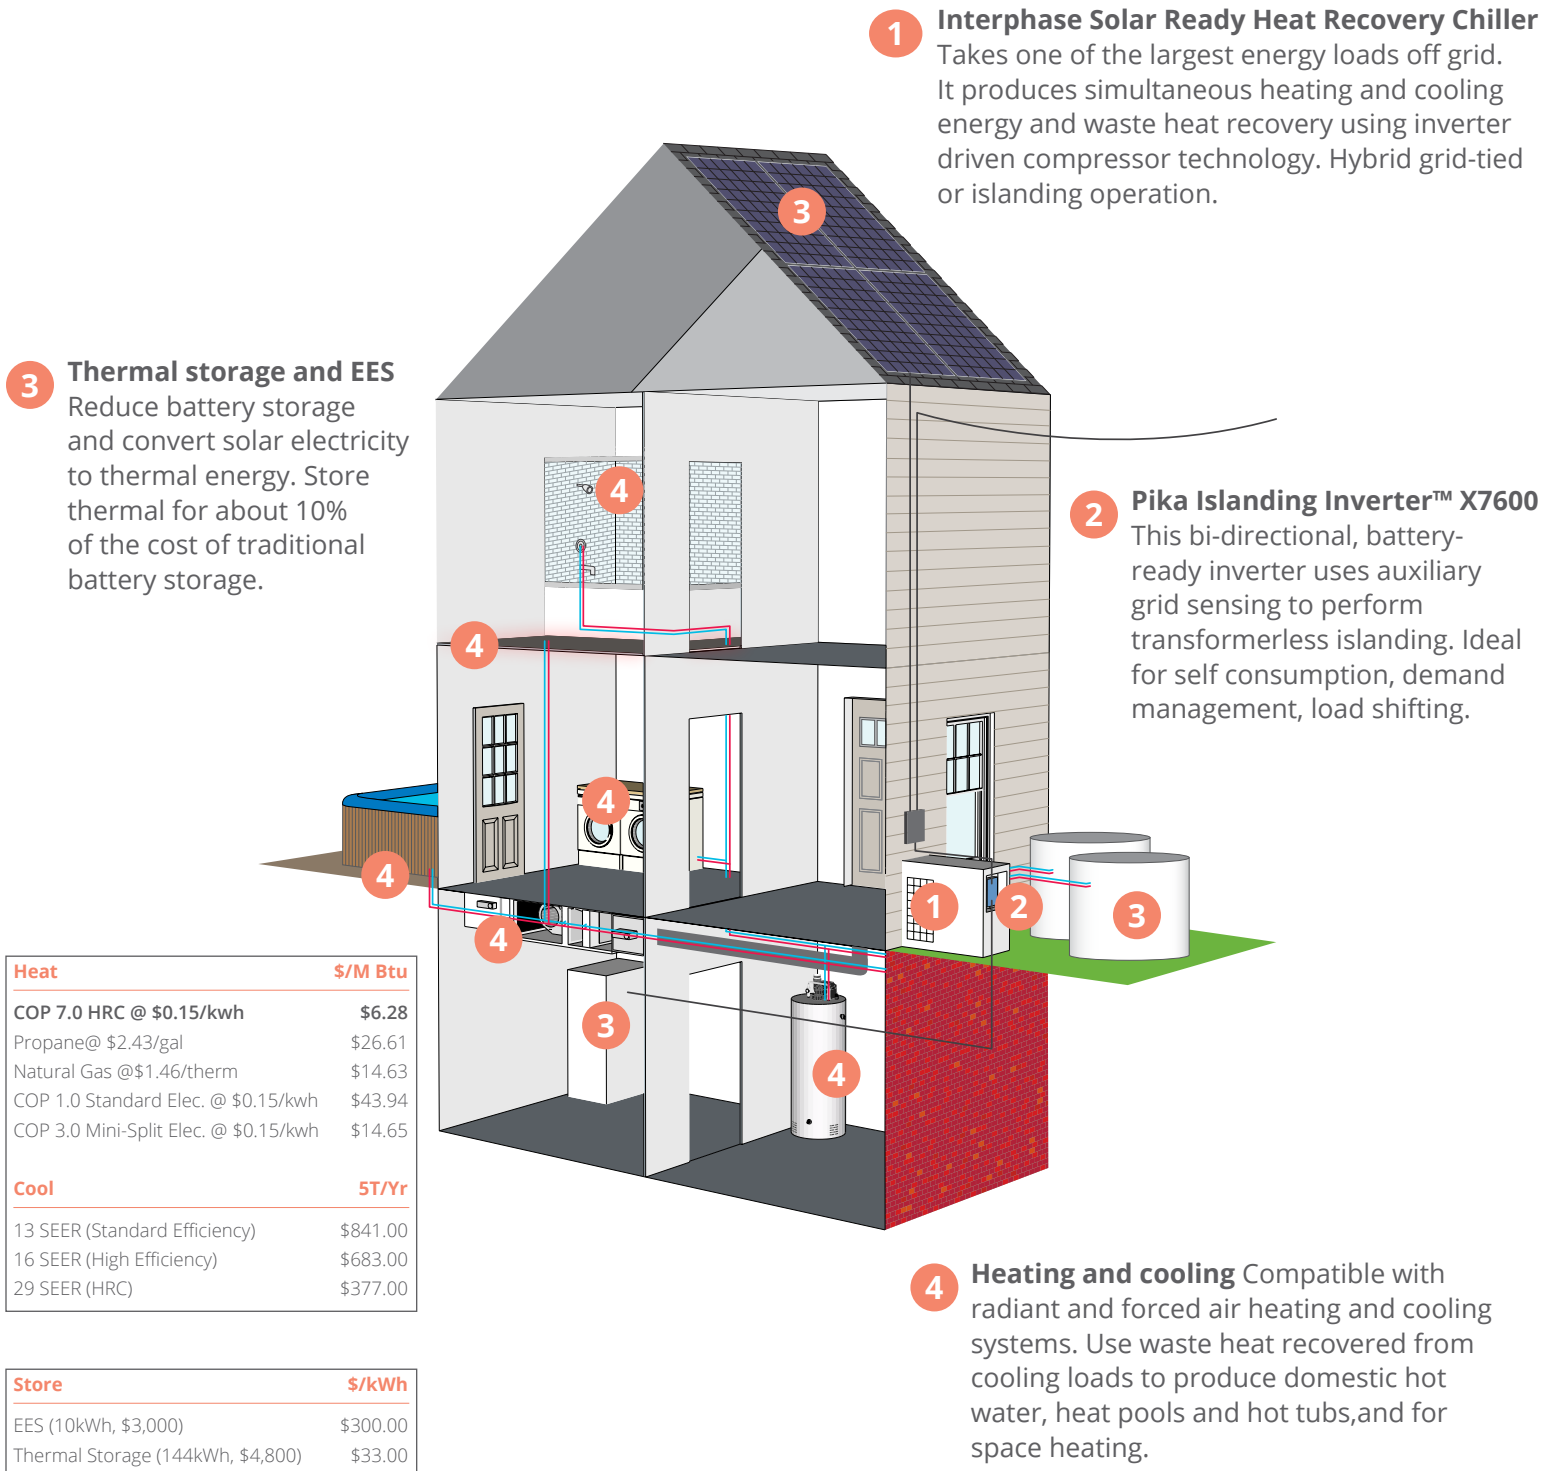 1
Interphase Solar Ready Heat Recovery Chiller
Takes one of the largest energy loads off grid.
It produces simultaneous heating and cooling
energy and waste heat recovery using inverter
driven compressor technology. Hybrid grid-tied
or islanding operation.
3
3
Thermal storage and EES
Reduce battery storage
and convert solar electricity
to thermal energy. Store
thermal for about 10%
of the cost of traditional
battery storage.
4
2
Pika Islanding Inverter™ X7600
This bi-directional, battery-
ready inverter uses auxiliary
grid sensing to perform
transformerless islanding. Ideal
for self consumption, demand
management, load shifting.
4
4
4
1
2
3
4
3
4
Heat $/M Btu
COP 7.0 HRC @ $0.15/kwh $6.28
Propane@ $2.43/gal $26.61
Natural Gas @$1.46/therm $14.63
COP 1.0 Standard Elec. @ $0.15/kwh $43.94
COP 3.0 Mini-Split Elec. @ $0.15/kwh $14.65
Cool 5T/Yr
13 SEER (Standard Efficiency) $841.00
16 SEER (High Efficiency) $683.00
29 SEER (HRC) $377.00
4
Heating and cooling Compatible with
radiant and forced air heating and cooling
systems. Use waste heat recovered from
cooling loads to produce domestic hot
water, heat pools and hot tubs,and for
space heating.
Store $/kWh
EES (10kWh, $3,000) $300.00
Thermal Storage (144kWh, $4,800) $33.00